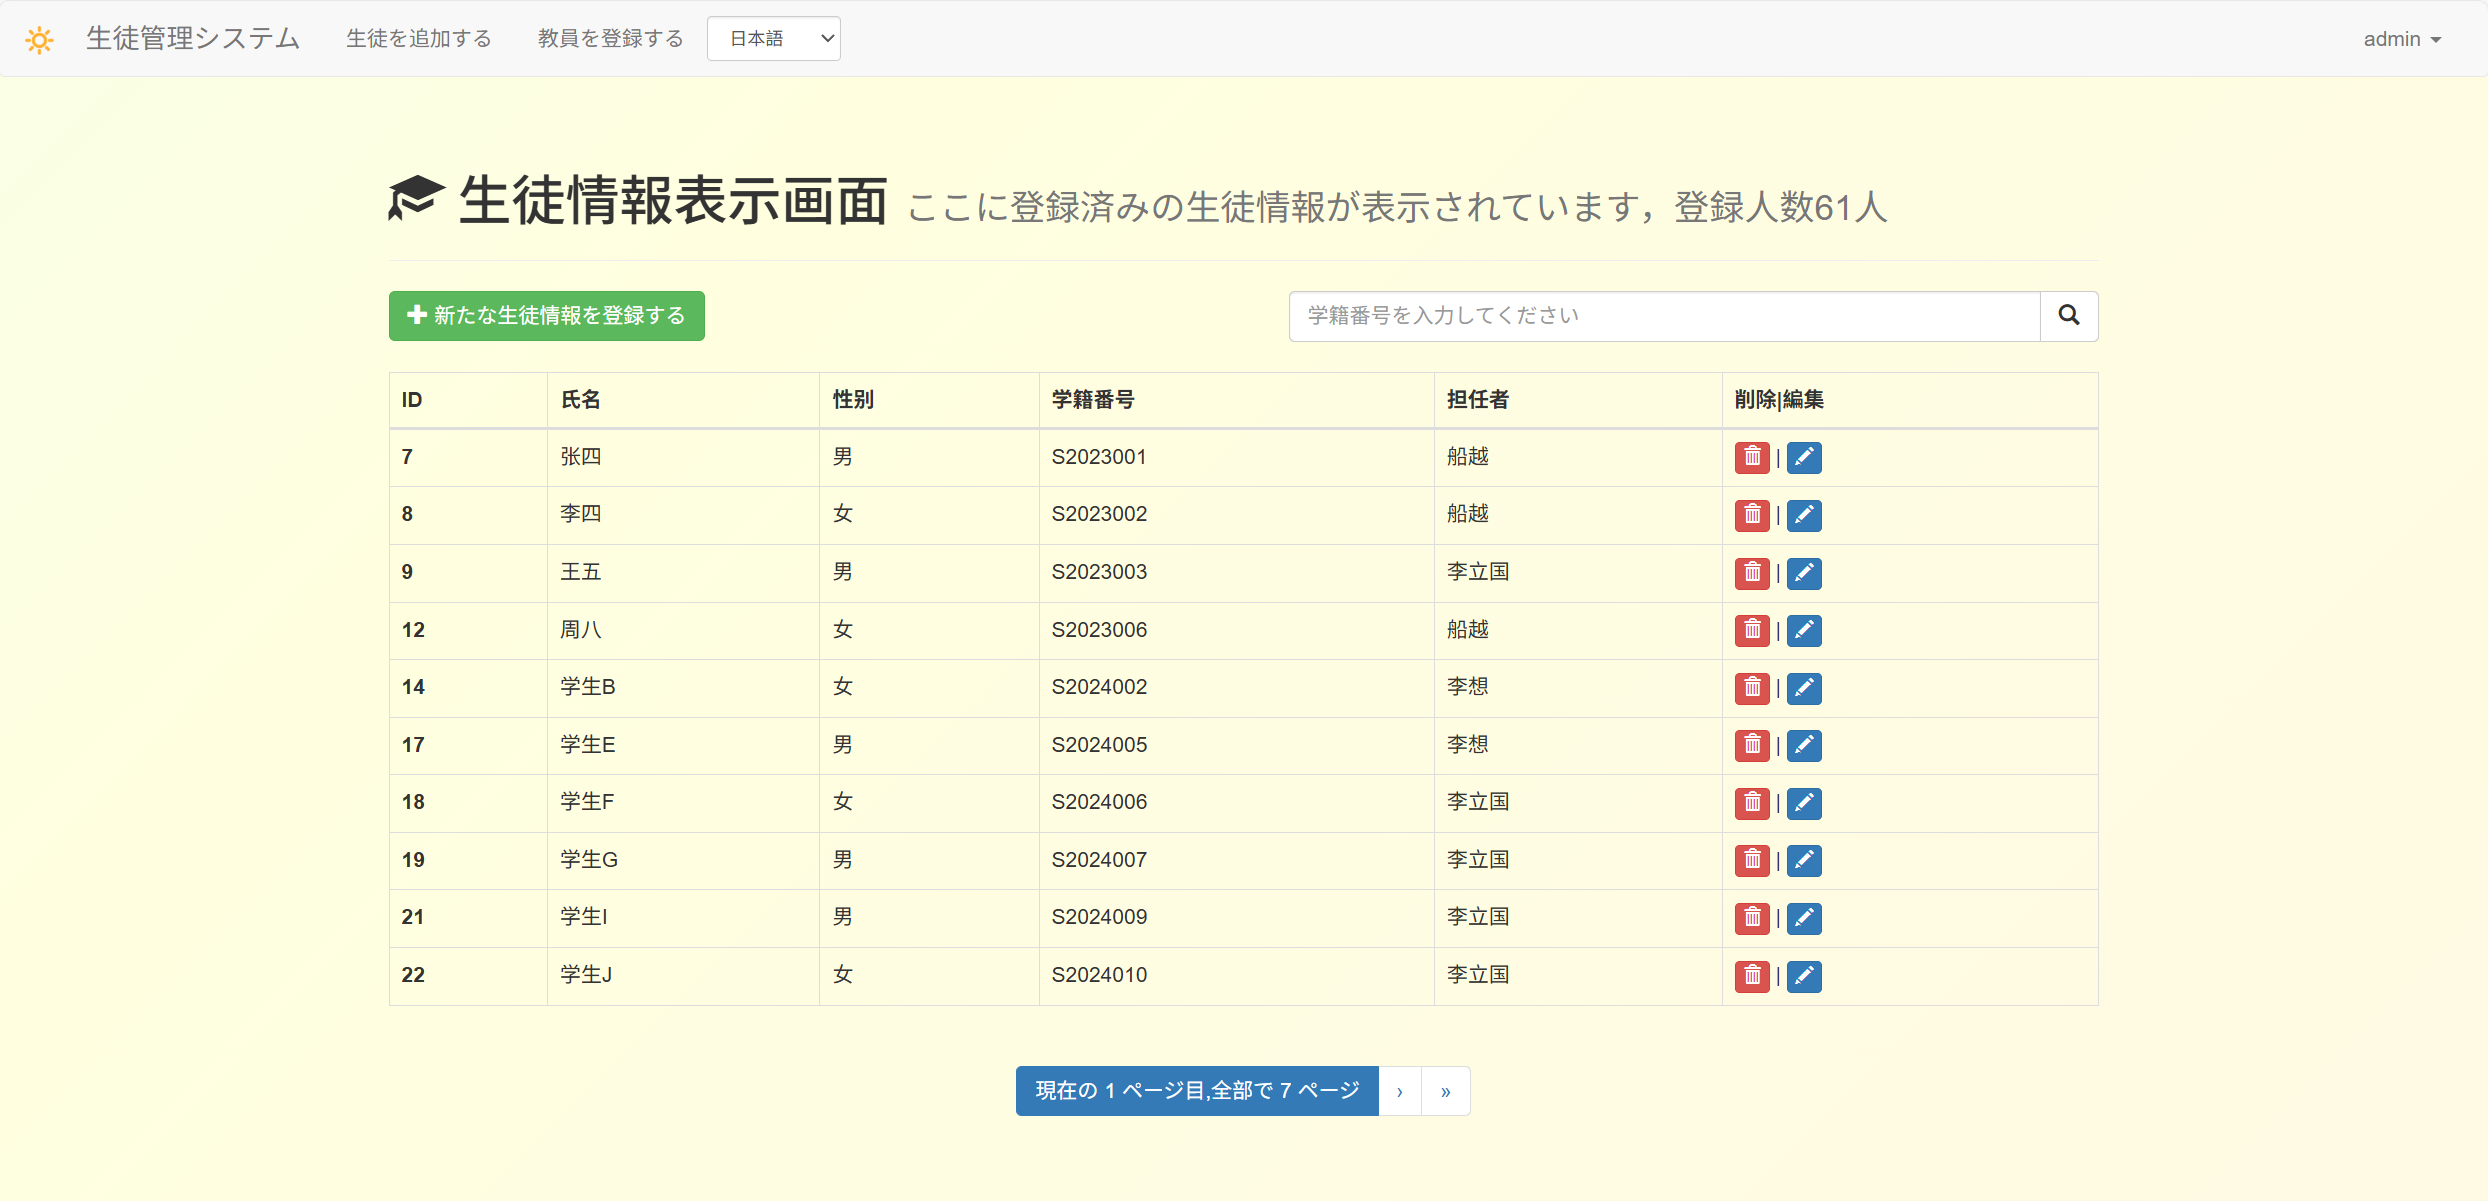 生徒管理システム 生徒を追加する 教員を登録する 日本語 admin
生徒情報表示画面 ここに登録済みの生徒情報が表示されています，登録人数61人
新たな生徒情報を登録する 学籍番号を入力してください
ID 氏名 性别 学籍番号 担任者 削除|編集
7 张四 男 S2023001 船越 |
8 李四 女 S2023002 船越 |
9 王五 男 S2023003 李立国 |
12 周八 女 S2023006 船越 |
14 学生B 女 S2024002 李想 |
17 学生E 男 S2024005 李想 |
18 学生F 女 S2024006 李立国 |
19 学生G 男 S2024007 李立国 |
21 学生I 男 S2024009 李立国 |
22 学生J 女 S2024010 李立国 |
現在の 1 ページ目,全部で 7 ページ › »